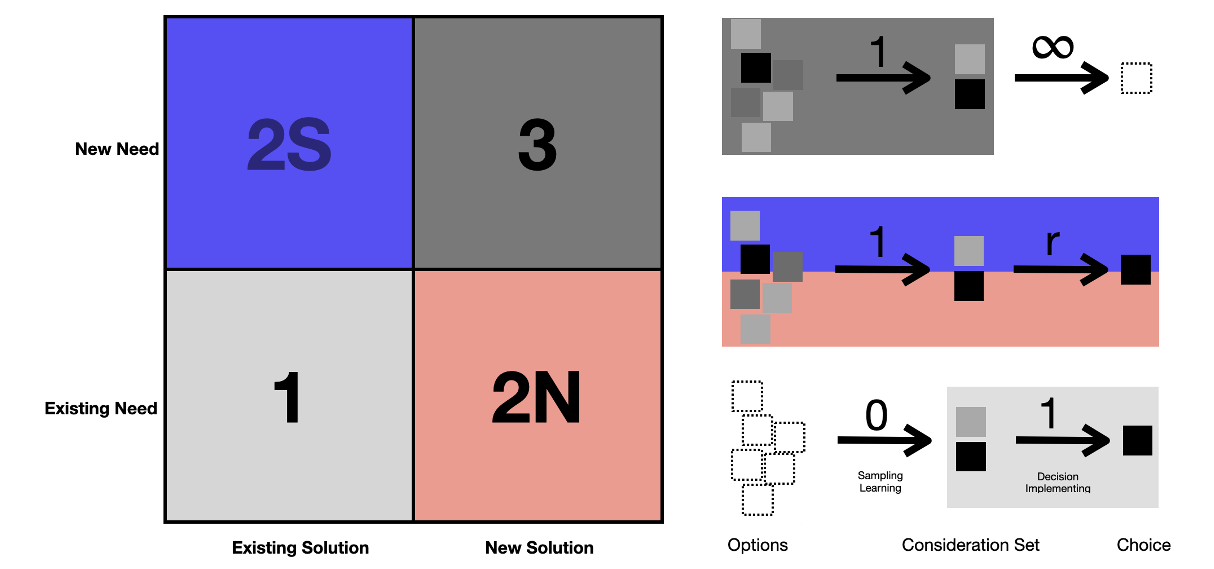 New Need
2S
3
Existing Need
1
2N
Existing Solution
New Solution
1
∞
1
r
0
1
Sampling
Learning
Decision
Implementing
Options
Consideration Set
Choice